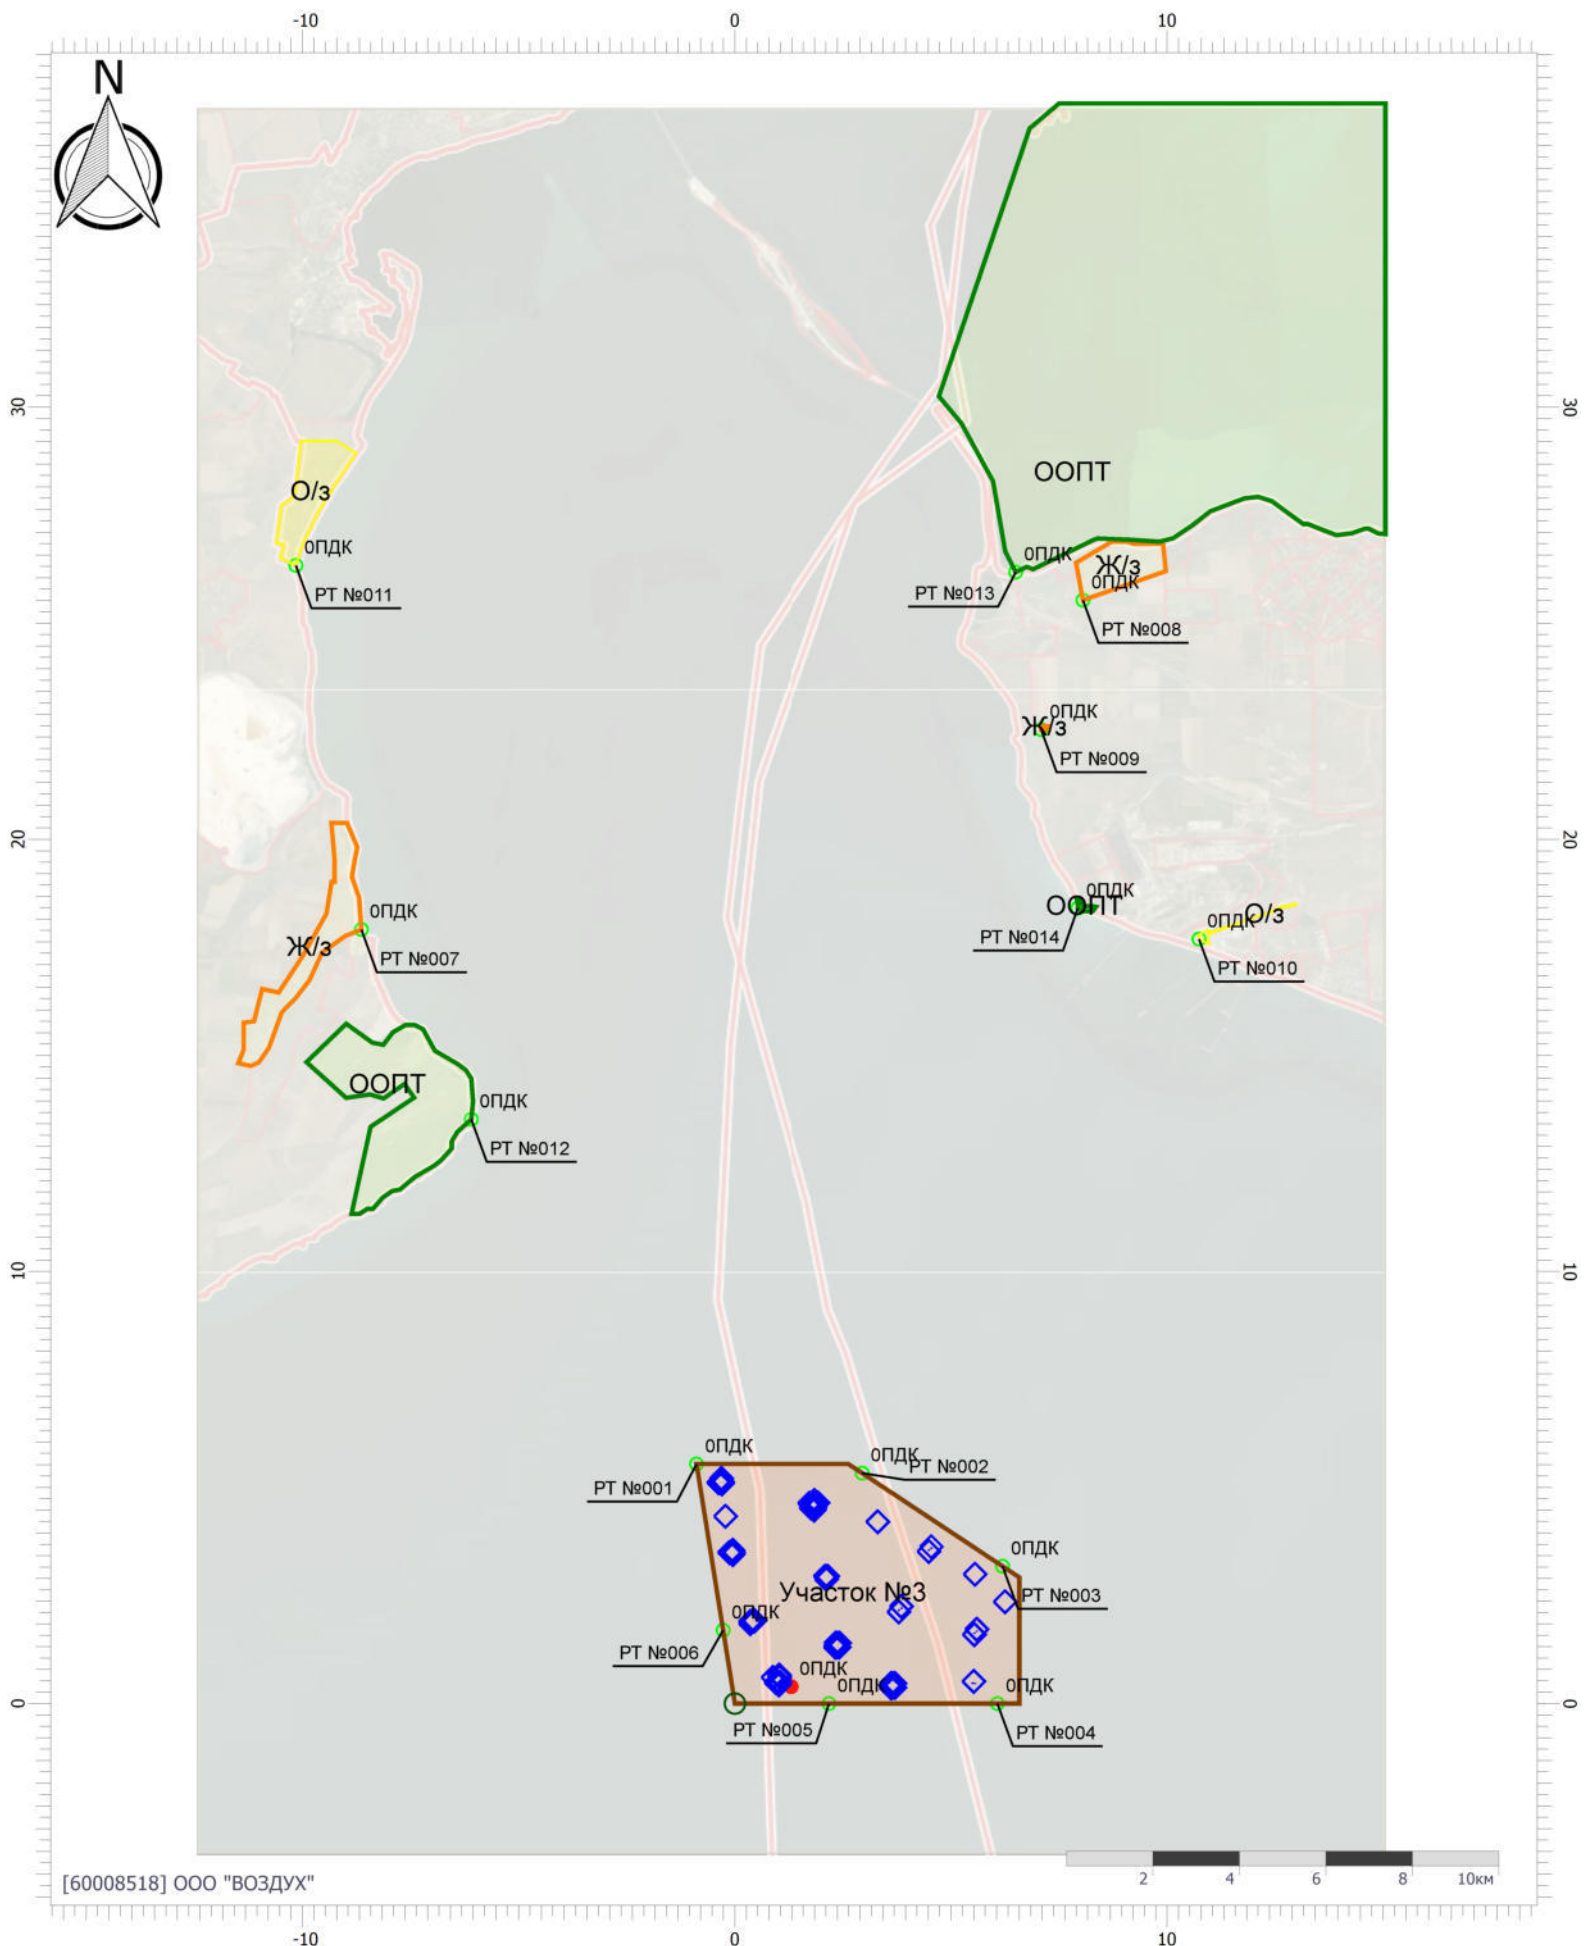 -10 0 10
N
30 30
ООПТ
О/з
0ПДК
РТ №011
0ПДК
Ж/з
0ПДК
РТ №013
РТ №008
0ПДК
Ж/з
РТ №009
20 20
0ПДК
ООПТ
РТ №014
0ПДК
О/з
РТ №010
0ПДК
Ж/з
РТ №007
ООПТ
0ПДК
РТ №012
10 10
0ПДК
РТ №001
0ПДК
РТ №002
0ПДК
РТ №003
Участок №3
0ПДК
РТ №006
0ПДК
0ПДК
0ПДК
РТ №005
РТ №004
0 0
2 4 6 8 10км
[60008518] ООО "ВОЗДУХ"
-10 0 10